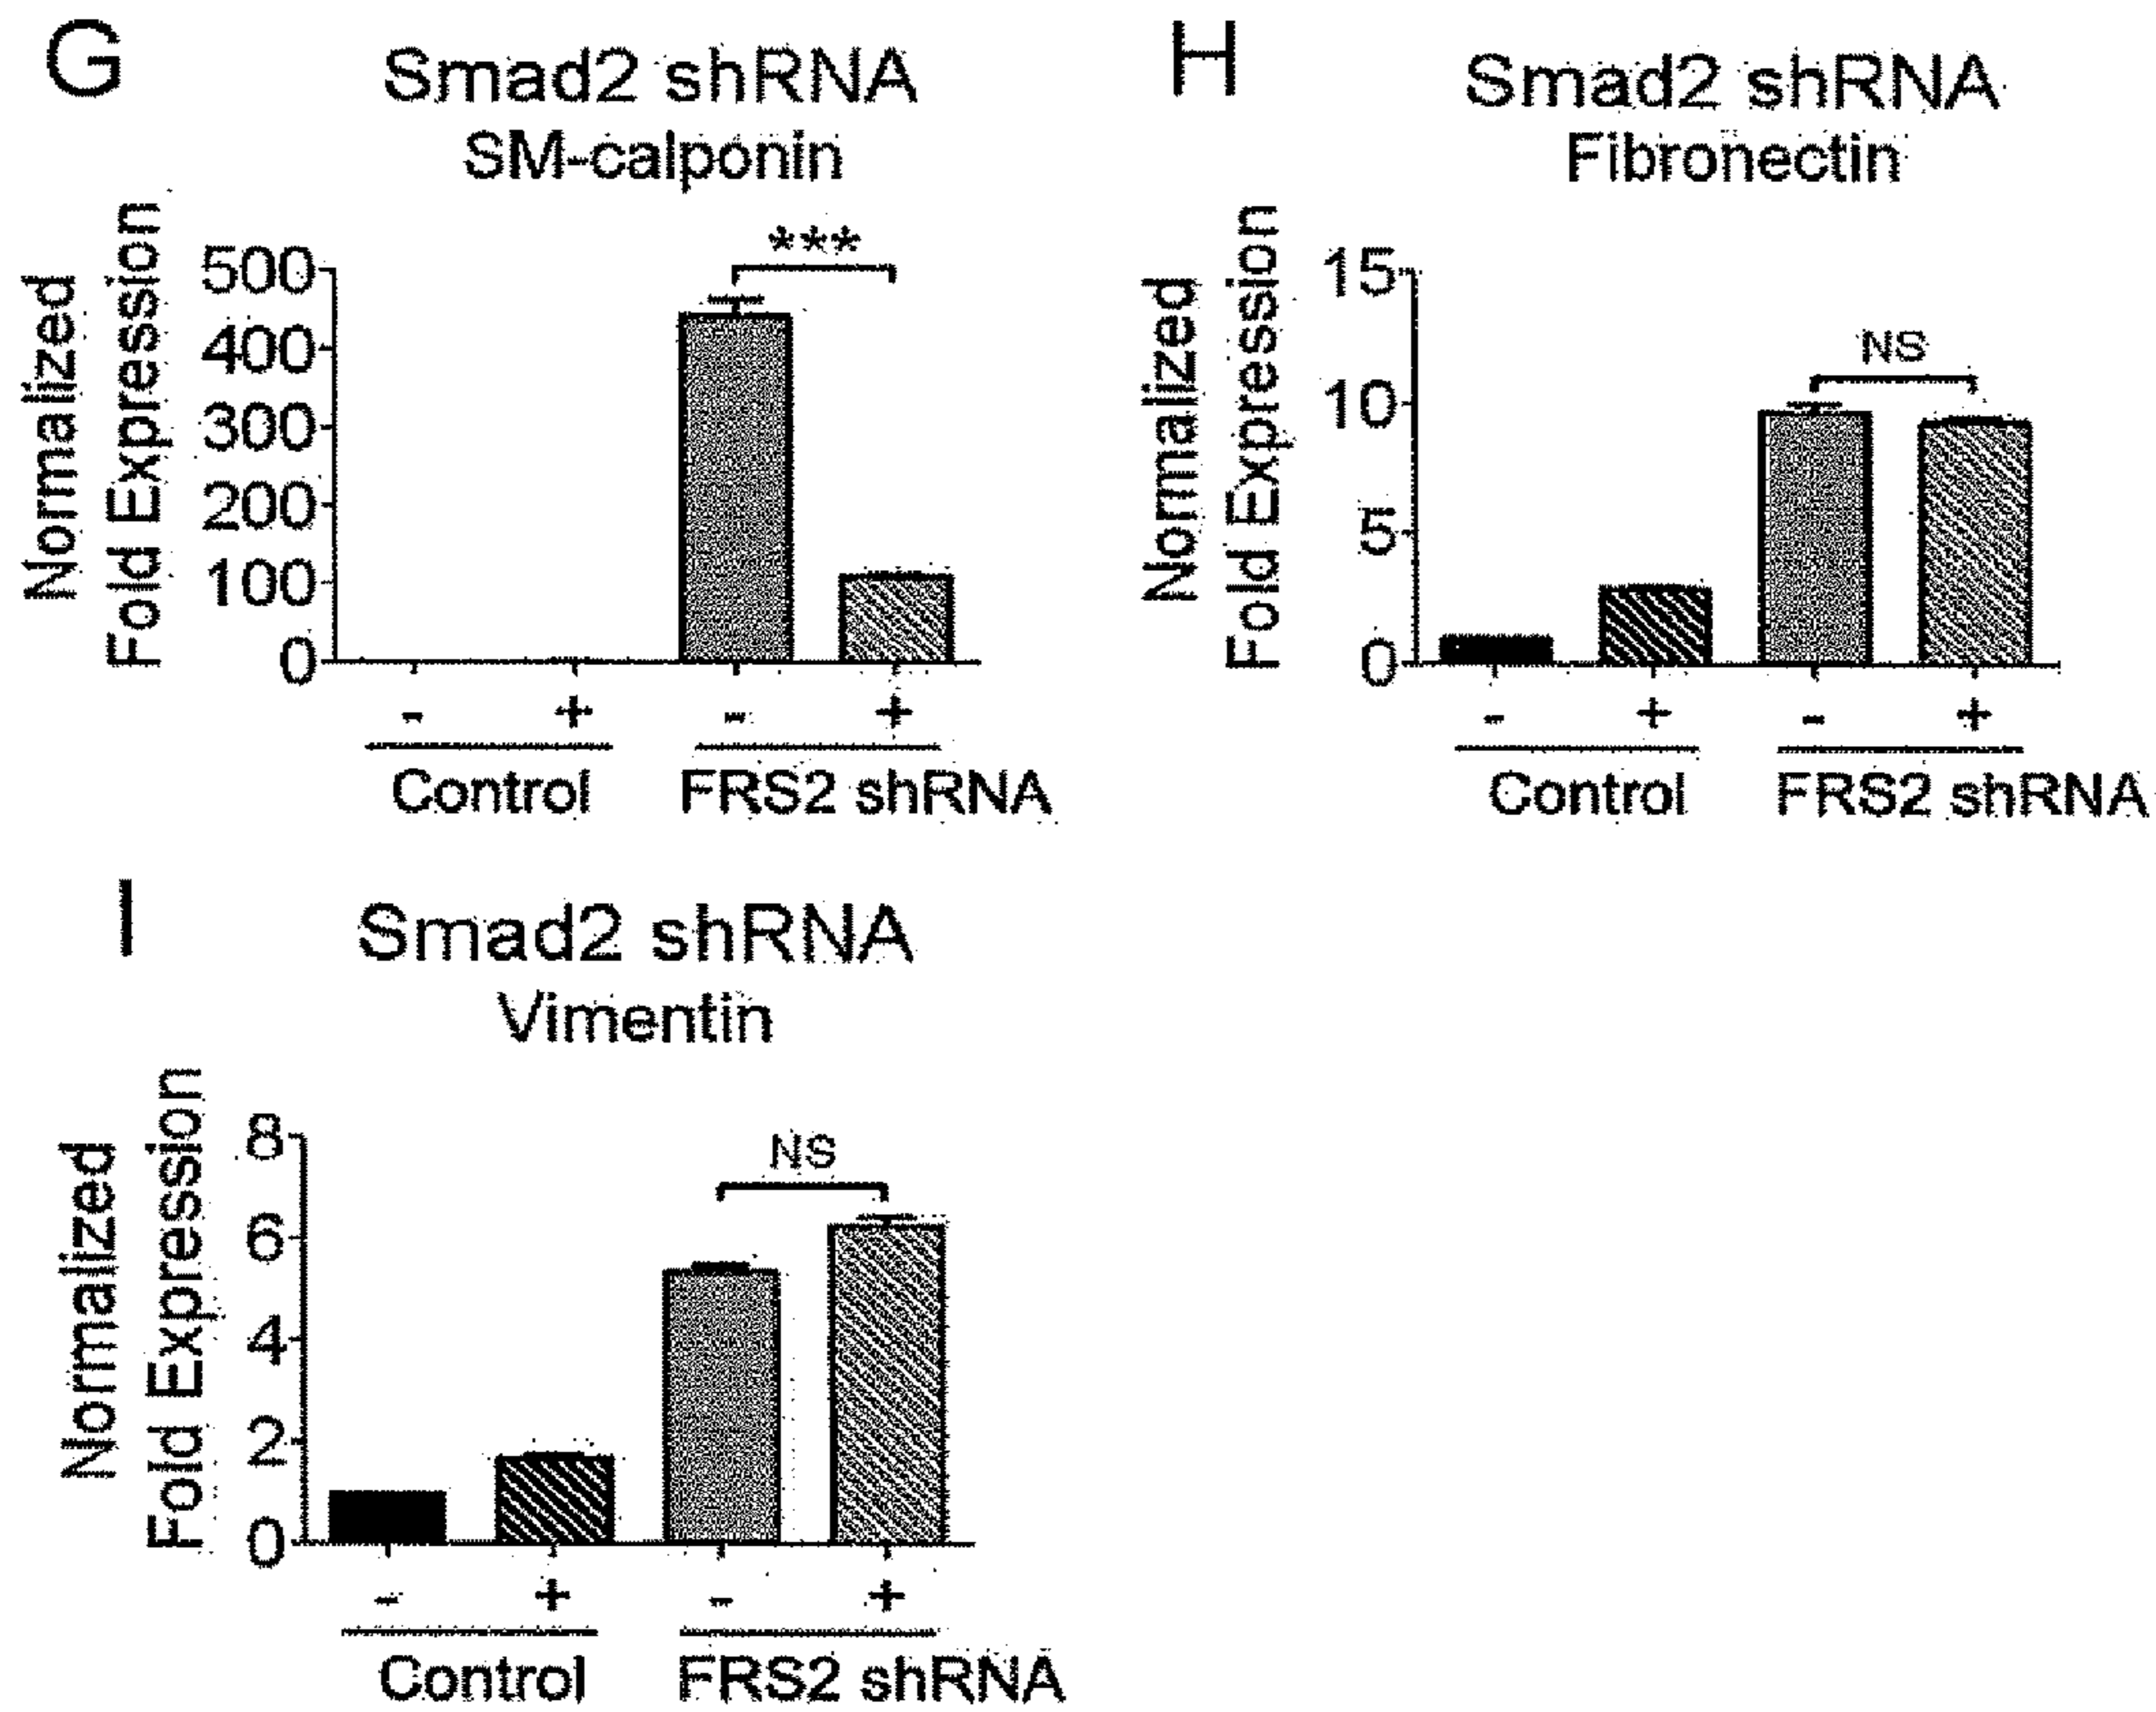 G
Smad2 shRNA
SM-calponin
Normalized
Fold Expression
500
400
300
200
100
0
***
- + - +
Control FRS2 shRNA
H
Smad2 shRNA
Fibronectin
Normalized
Fold Expression
15
10
5
0
NS
- + - +
Control FRS2 shRNA
I
Smad2 shRNA
Vimentin
Normalized
Fold Expression
8
6
4
2
0
NS
- + - +
Control FRS2 shRNA